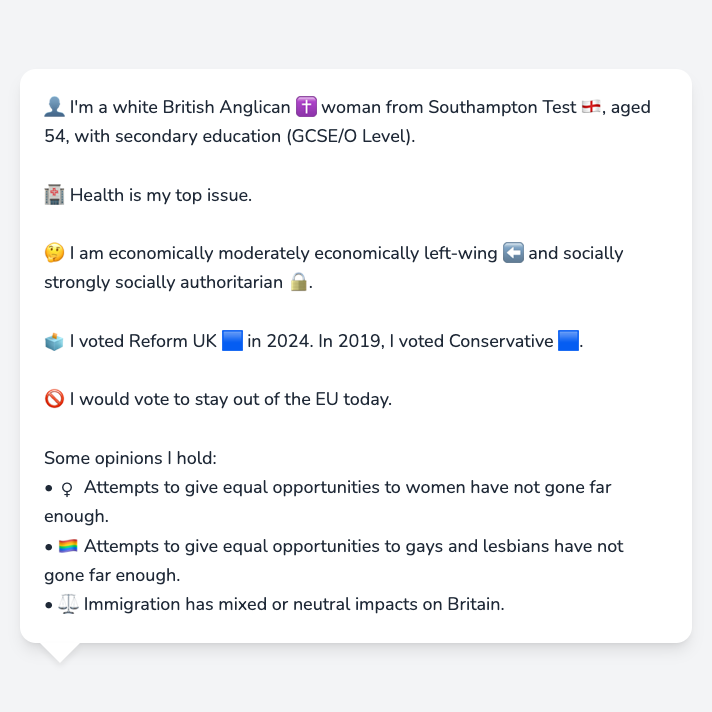 👤 I'm a white British Anglican ✝️ woman from Southampton Test 🏴󠁧󠁢󠁥󠁮󠁧󠁿, aged
54, with secondary education (GCSE/O Level).
🏥 Health is my top issue.
🤔 I am economically moderately economically left-wing ⬅️ and socially
strongly socially authoritarian 🔒.
🗳️ I voted Reform UK 🟦 in 2024. In 2019, I voted Conservative 🟦.
🚫 I would vote to stay out of the EU today.
Some opinions I hold:
• ♀️ Attempts to give equal opportunities to women have not gone far
enough.
• 🏳️‍🌈 Attempts to give equal opportunities to gays and lesbians have not
gone far enough.
• ⚖️ Immigration has mixed or neutral impacts on Britain.